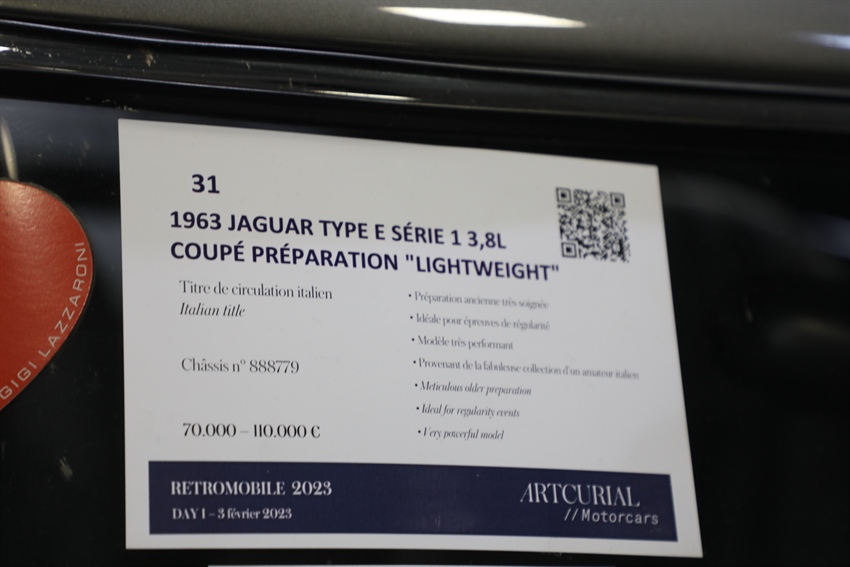 31
1963 JAGUAR TYPE E SÉRIE 1 3,8L
COUPÉ PRÉPARATION "LIGHTWEIGHT"
Titre de circulation italien
Italian title
Châssis n° 888779
70.000 – 110.000 €
• Préparation ancienne très soignée
• Idéale pour épreuves de régularité
• Modèle très performant
• Provenant de la fabuleuse collection d'un amateur italien
• Meticulous older preparation
• Ideal for regularity events
• Very powerful model
RETROMOBILE 2023
DAY 1 – 3 février 2023
ARTCURIAL
//Motorcars
GIGI LAZZARONI